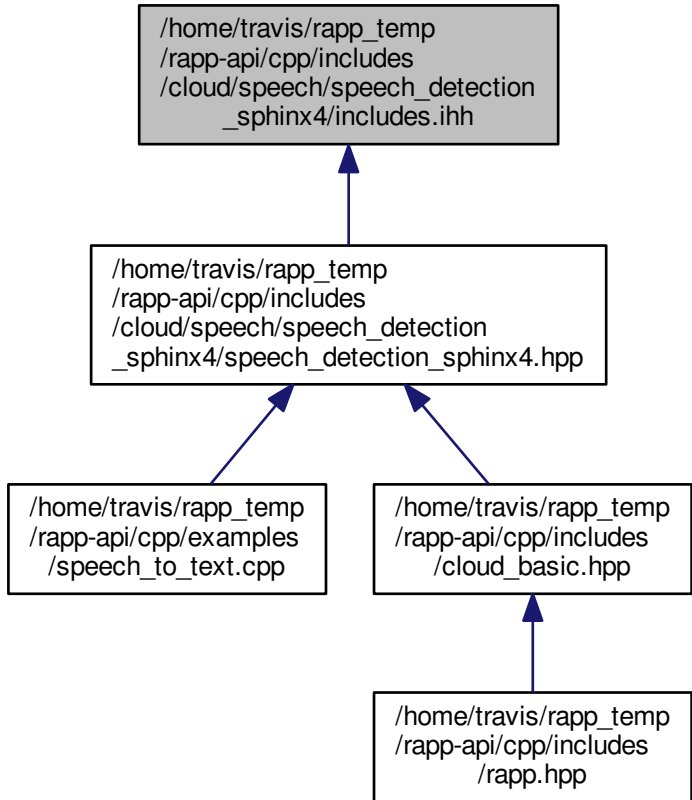 /home/travis/rapp_temp
/rapp-api/cpp/includes
/cloud/speech/speech_detection
_sphinx4/includes.ihh
/home/travis/rapp_temp
/rapp-api/cpp/includes
/cloud/speech/speech_detection
_sphinx4/speech_detection_sphinx4.hpp
/home/travis/rapp_temp
/rapp-api/cpp/examples
/speech_to_text.cpp
/home/travis/rapp_temp
/rapp-api/cpp/includes
/cloud_basic.hpp
/home/travis/rapp_temp
/rapp-api/cpp/includes
/rapp.hpp